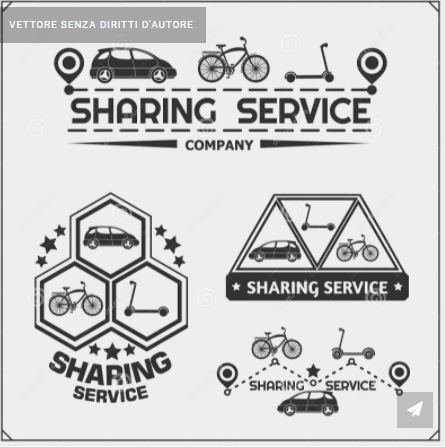 VETTORE SENZA DIRITTI D'AUTORE
SHARING SERVICE
COMPANY
SHARING SERVICE
SHARING
SERVICE
SHARING SERVICE